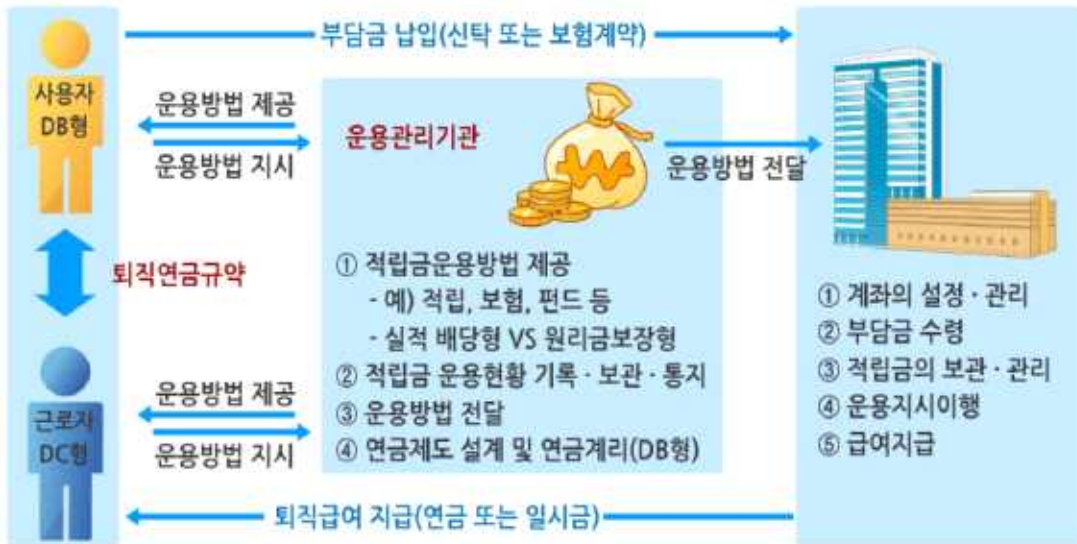 부담금 납입(신탁 또는 보험계약)
사용자
DB형
운용방법 제공
운용방법 지시
운용관리기관
운용방법 전달
퇴직연금규약
① 적립금운용방법 제공
- 예) 적립, 보험, 펀드 등
- 실적 배당형 VS 원리금보장형
② 적립금 운용현황 기록 · 보관 · 통지
③ 운용방법 전달
④ 연금제도 설계 및 연금계리(DB형)
① 계좌의 설정 · 관리
② 부담금 수령
③ 적립금의 보관 · 관리
④ 운용지시이행
⑤ 급여지급
근로자
DC형
운용방법 제공
운용방법 지시
퇴직급여 지급(연금 또는 일시금)